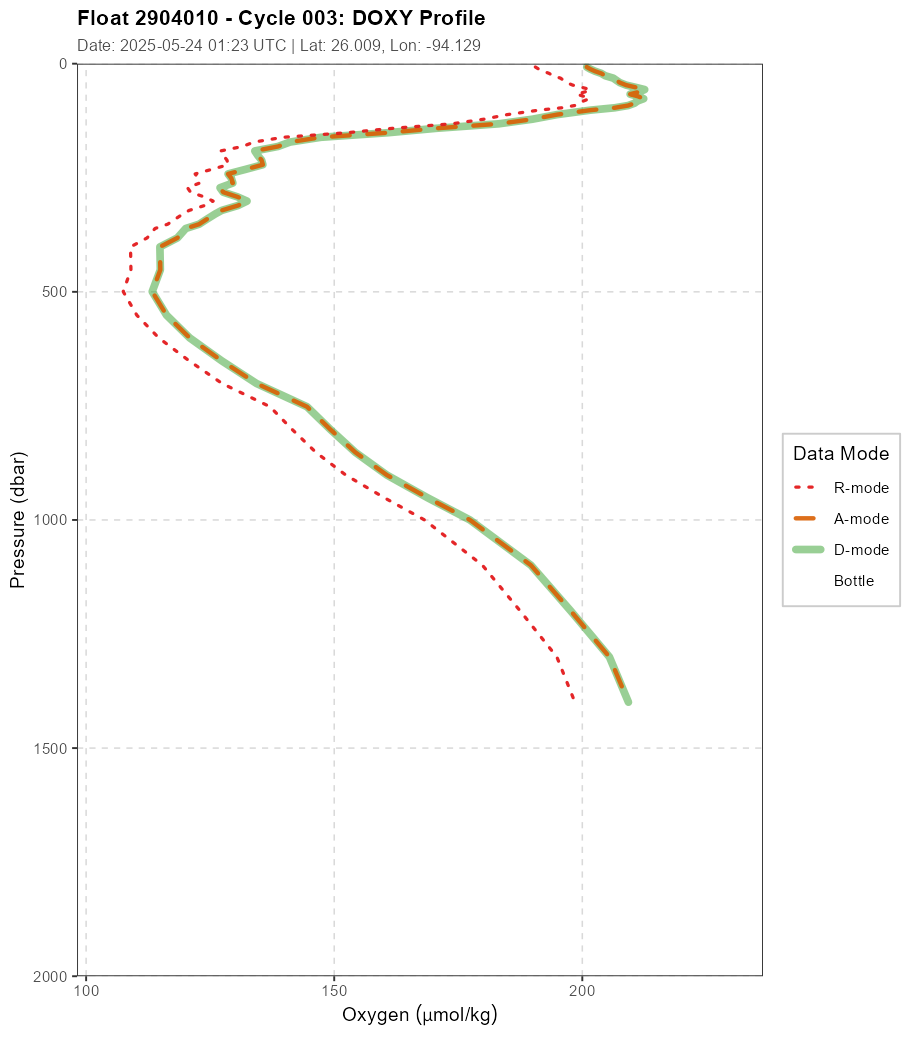 Float 2904010 - Cycle 003: DOXY Profile
Date: 2025-05-24 01:23 UTC | Lat: 26.009, Lon: -94.129
0
500
1000
1500
2000
Pressure (dbar)
100
150
200
Oxygen (μmol/kg)
Data Mode
R-mode
A-mode
D-mode
Bottle